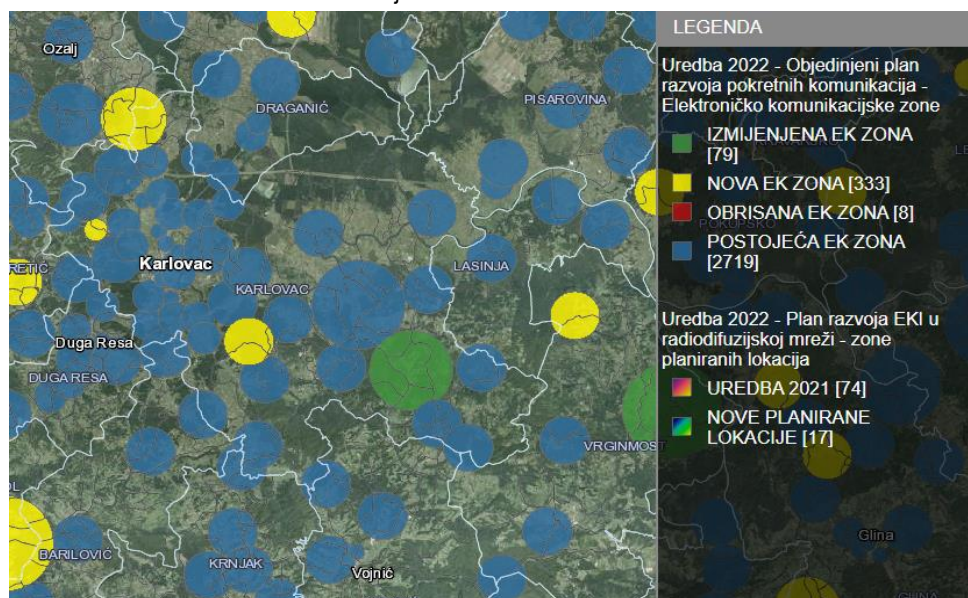 Ozalj
DRAGANIĆ
PISAROVINA
Karlovac
KARLOVAC
LASINJA
Duga Resa
DUGA RESA
VRGINMOST
BARILOVIĆ
KRNJAK
Vojnić
LEGENDA
Uredba 2022 - Objedinjeni plan
razvoja pokretnih komunikacija -
Elektroničko komunikacijske zone
IZMIJENJENA EK ZONA
[79]
NOVA EK ZONA [333]
OBRISANA EK ZONA [8]
POKUPSKO
POSTOJEĆA EK ZONA
[2719]
Uredba 2022 - Plan razvoja EKI u
radiodifuzijskoj mreži - zone
planiranih lokacija
UREDBA 2021 [74]
NOVE PLANIRANE
LOKACIJE [17]
Glina
GLINA